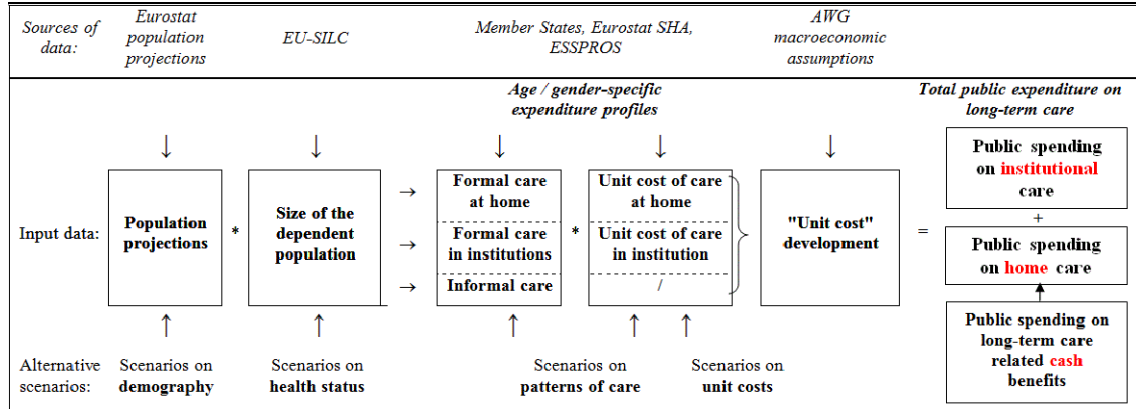 Sources of
data:
Eurostat
population
projections
EU-SILC
Member States, Eurostat SHA,
ESSPROS
AWG
macroeconomic
assumptions
Age / gender-specific
expenditure profiles
Total public expenditure on
long-term care
Input data:
Population
projections
*
Size of the
dependent
population
Formal care
at home
Formal care
in institutions
Informal care
*
Unit cost of care
at home
Unit cost of care
in institution
/
"Unit cost"
development
=
Public spending
on institutional
care
+
Public spending
on home care
Public spending on
long-term care
related cash
benefits
Alternative
scenarios:
Scenarios on
demography
Scenarios on
health status
Scenarios on
patterns of care
Scenarios on
unit costs